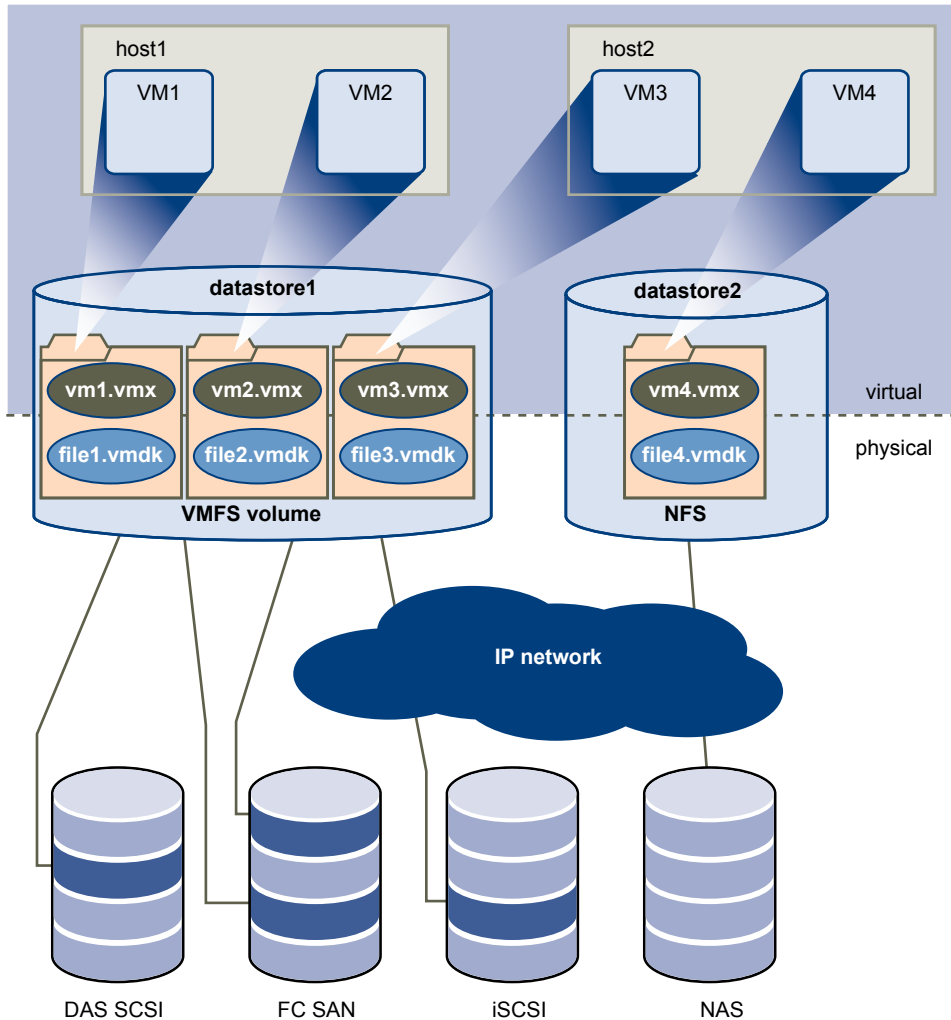 host1
host2
VM1
VM2
VM3
VM4
datastore1
datastore2
vm1.vmx
vm2.vmx
vm3.vmx
vm4.vmx
virtual
physical
file1.vmdk
file2.vmdk
file3.vmdk
file4.vmdk
VMFS volume
NFS
IP network
DAS SCSI
FC SAN
iSCSI
NAS